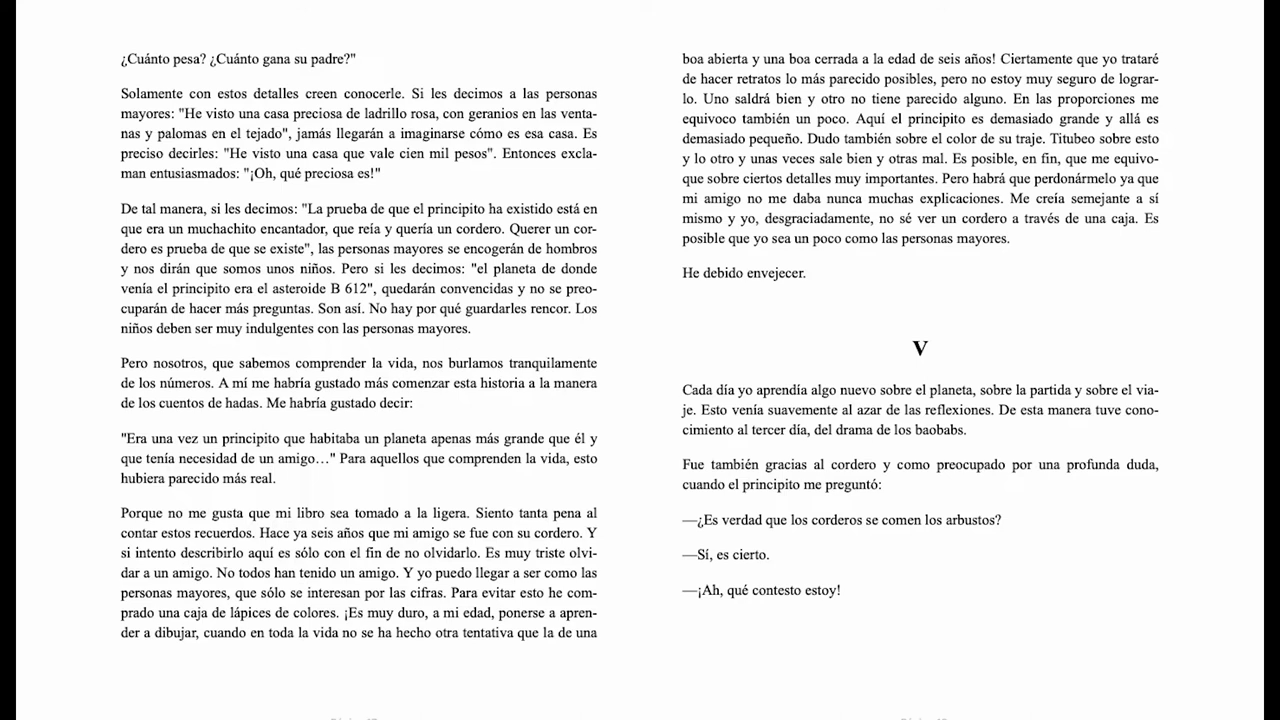 ¿Cuánto pesa? ¿Cuánto gana su padre?"
Solamente con estos detalles creen conocerle. Si les decimos a las personas
mayores: "He visto una casa preciosa de ladrillo rosa, con geranios en las venta-
nas y palomas en el tejado", jamás llegarán a imaginarse cómo es esa casa. Es
preciso decirles: "He visto una casa que vale cien mil pesos". Entonces excla-
man entusiasmados: "¡Oh, qué preciosa es!"
De tal manera, si les decimos: "La prueba de que el principito ha existido está en
que era un muchachito encantador, que reía y quería un cordero. Querer un cor-
dero es prueba de que se existe", las personas mayores se encogerán de hombros
y nos dirán que somos unos niños. Pero si les decimos: "el planeta de donde
venía el principito era el asteroide B 612", quedarán convencidas y no se preo-
cuparán de hacer más preguntas. Son así. No hay por qué guardarles rencor. Los
niños deben ser muy indulgentes con las personas mayores.
Pero nosotros, que sabemos comprender la vida, nos burlamos tranquilamente
de los números. A mí me habría gustado más comenzar esta historia a la manera
de los cuentos de hadas. Me habría gustado decir:
"Era una vez un principito que habitaba un planeta apenas más grande que él y
que tenía necesidad de un amigo…" Para aquellos que comprenden la vida, esto
hubiera parecido más real.
Porque no me gusta que mi libro sea tomado a la ligera. Siento tanta pena al
contar estos recuerdos. Hace ya seis años que mi amigo se fue con su cordero. Y
si intento describirlo aquí es sólo con el fin de no olvidarlo. Es muy triste olvi-
dar a un amigo. No todos han tenido un amigo. Y yo puedo llegar a ser como las
personas mayores, que sólo se interesan por las cifras. Para evitar esto he com-
prado una caja de lápices de colores. ¡Es muy duro, a mi edad, ponerse a apren-
der a dibujar, cuando en toda la vida no se ha hecho otra tentativa que la de una
boa abierta y una boa cerrada a la edad de seis años! Ciertamente que yo trataré
de hacer retratos lo más parecido posibles, pero no estoy muy seguro de lograr-
lo. Uno saldrá bien y otro no tiene parecido alguno. En las proporciones me
equivoco también un poco. Aquí el principito es demasiado grande y allá es
demasiado pequeño. Dudo también sobre el color de su traje. Titubeo sobre esto
y lo otro y unas veces sale bien y otras mal. Es posible, en fin, que me equivo-
que sobre ciertos detalles muy importantes. Pero habrá que perdonármelo ya que
mi amigo no me daba nunca muchas explicaciones. Me creía semejante a sí
mismo y yo, desgraciadamente, no sé ver un cordero a través de una caja. Es
posible que yo sea un poco como las personas mayores.
He debido envejecer.
V
Cada día yo aprendía algo nuevo sobre el planeta, sobre la partida y sobre el via-
je. Esto venía suavemente al azar de las reflexiones. De esta manera tuve cono-
cimiento al tercer día, del drama de los baobabs.
Fue también gracias al cordero y como preocupado por una profunda duda,
cuando el principito me preguntó:
—¿Es verdad que los corderos se comen los arbustos?
—Sí, es cierto.
—¡Ah, qué contesto estoy!